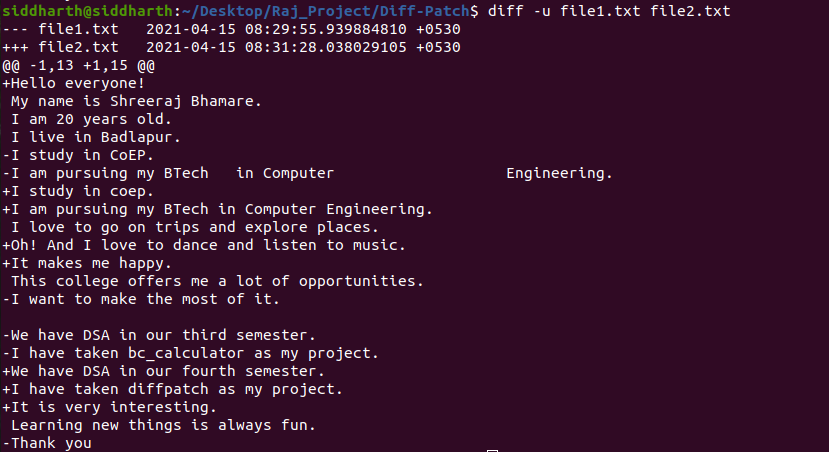 siddharth@siddharth:~/Desktop/Raj_Project/Diff-Patch$ diff -u file1.txt file2.txt
--- file1.txt   2021-04-15 08:29:55.939884810 +0530
+++ file2.txt   2021-04-15 08:31:28.038029105 +0530
@@ -1,13 +1,15 @@
+Hello everyone!
 My name is Shreeraj Bhamare.
 I am 20 years old.
 I live in Badlapur.
-I study in CoEP.
-I am pursuing my BTech   in Computer                   Engineering.
+I study in coep.
+I am pursuing my BTech in Computer Engineering.
 I love to go on trips and explore places.
+Oh! And I love to dance and listen to music.
+It makes me happy.
 This college offers me a lot of opportunities.
-I want to make the most of it.

-We have DSA in our third semester.
-I have taken bc_calculator as my project.
+We have DSA in our fourth semester.
+I have taken diffpatch as my project.
+It is very interesting.
 Learning new things is always fun.
-Thank you